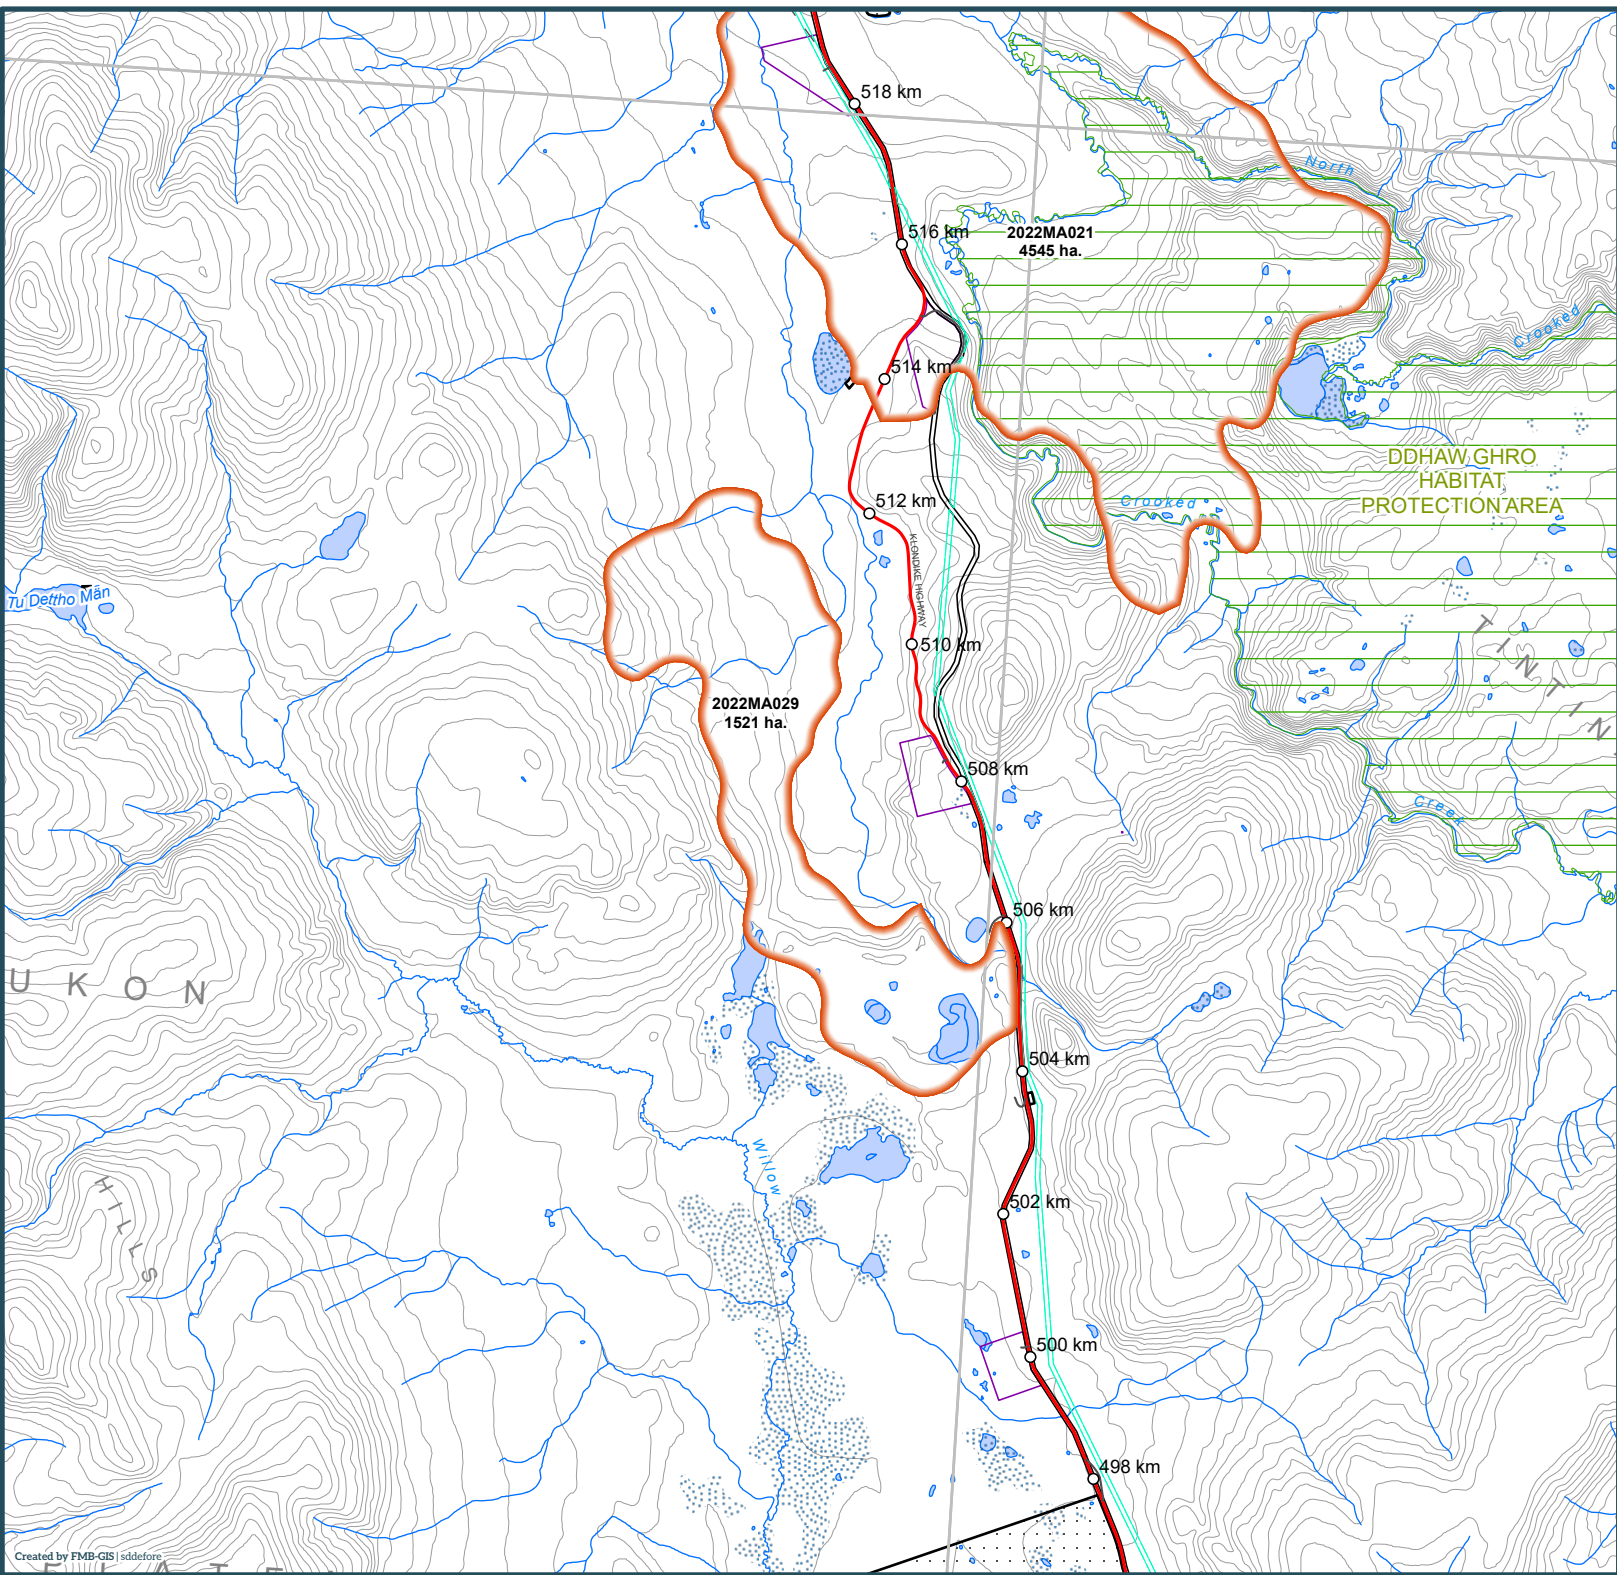 518 km
North
516 km
2022MA021
4545 ha.
Crooked
514 km
DDHAW GHRO
HABITAT
PROTECTION AREA
512 km
Crooked
KLONDIKE HIGHWAY
Tu Dettho Män
510 km
TINTIN
2022MA029
1521 ha.
508 km
Creek
506 km
UKON
504 km
Willow
HILLS
502 km
500 km
498 km
Created by FMB-GIS | sddefore